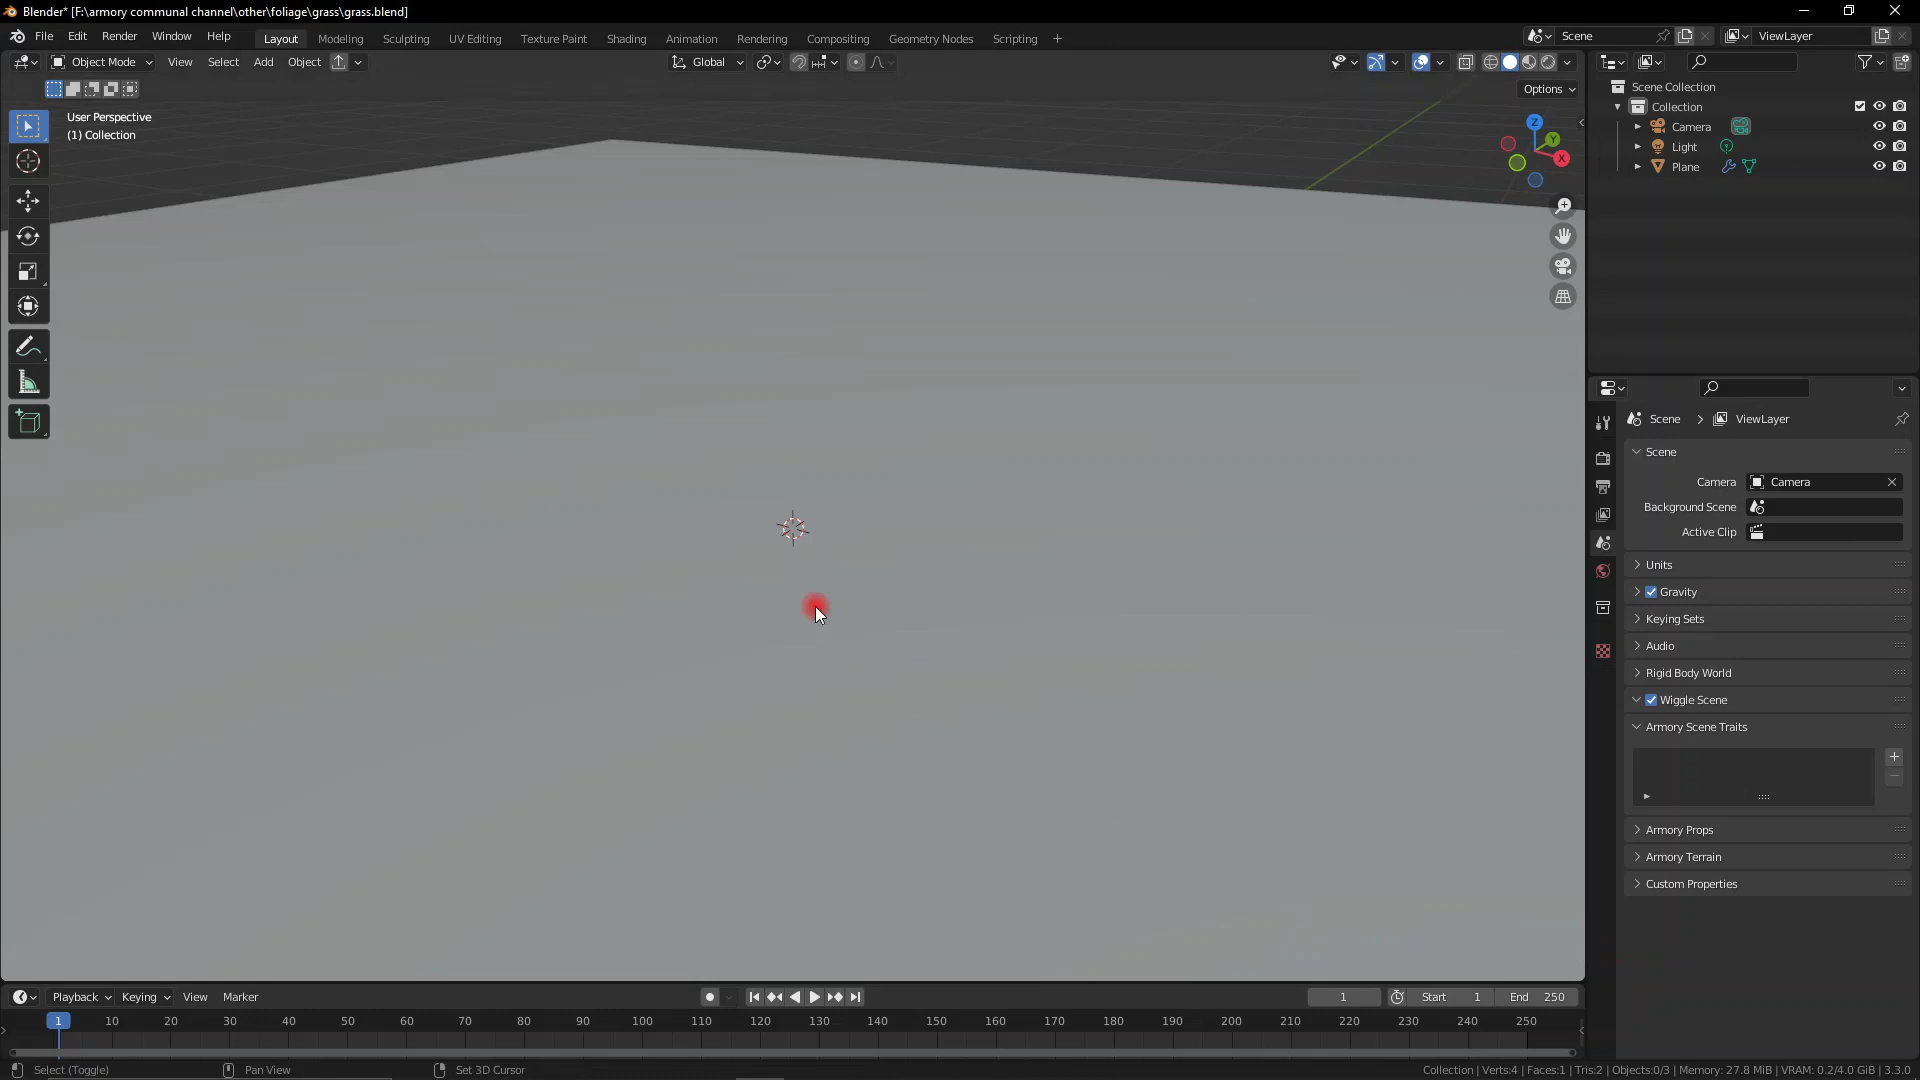 Blender* [F:\armory communal channel\other\foliage\grass\grass.blend]
File Edit Render Window Help Layout Modeling Sculpting UV Editing Texture Paint Shading Animation Rendering Compositing Geometry Nodes Scripting + Scene ViewLayer
Object Mode View Select Add Object Global
Options
User Perspective
(1) Collection
Z
Y
X
Scene Collection
Collection
Camera
Light
Plane
Scene > ViewLayer
Scene
Camera Camera
Background Scene
Active Clip
Units
Gravity
Keying Sets
Audio
Rigid Body World
Wiggle Scene
Armory Scene Traits
Armory Props
Armory Terrain
Custom Properties
Playback Keying View Marker 1 Start 1 End 250
1 10 20 30 40 50 60 70 80 90 100 110 120 130 140 150 160 170 180 190 200 210 220 230 240 250
Select (Toggle) Pan View Set 3D Cursor Collection | Verts:4 | Faces:1 | Tris:2 | Objects:0/3 | Memory: 27.8 MiB | VRAM: 0.2/4.0 GiB | 3.3.0